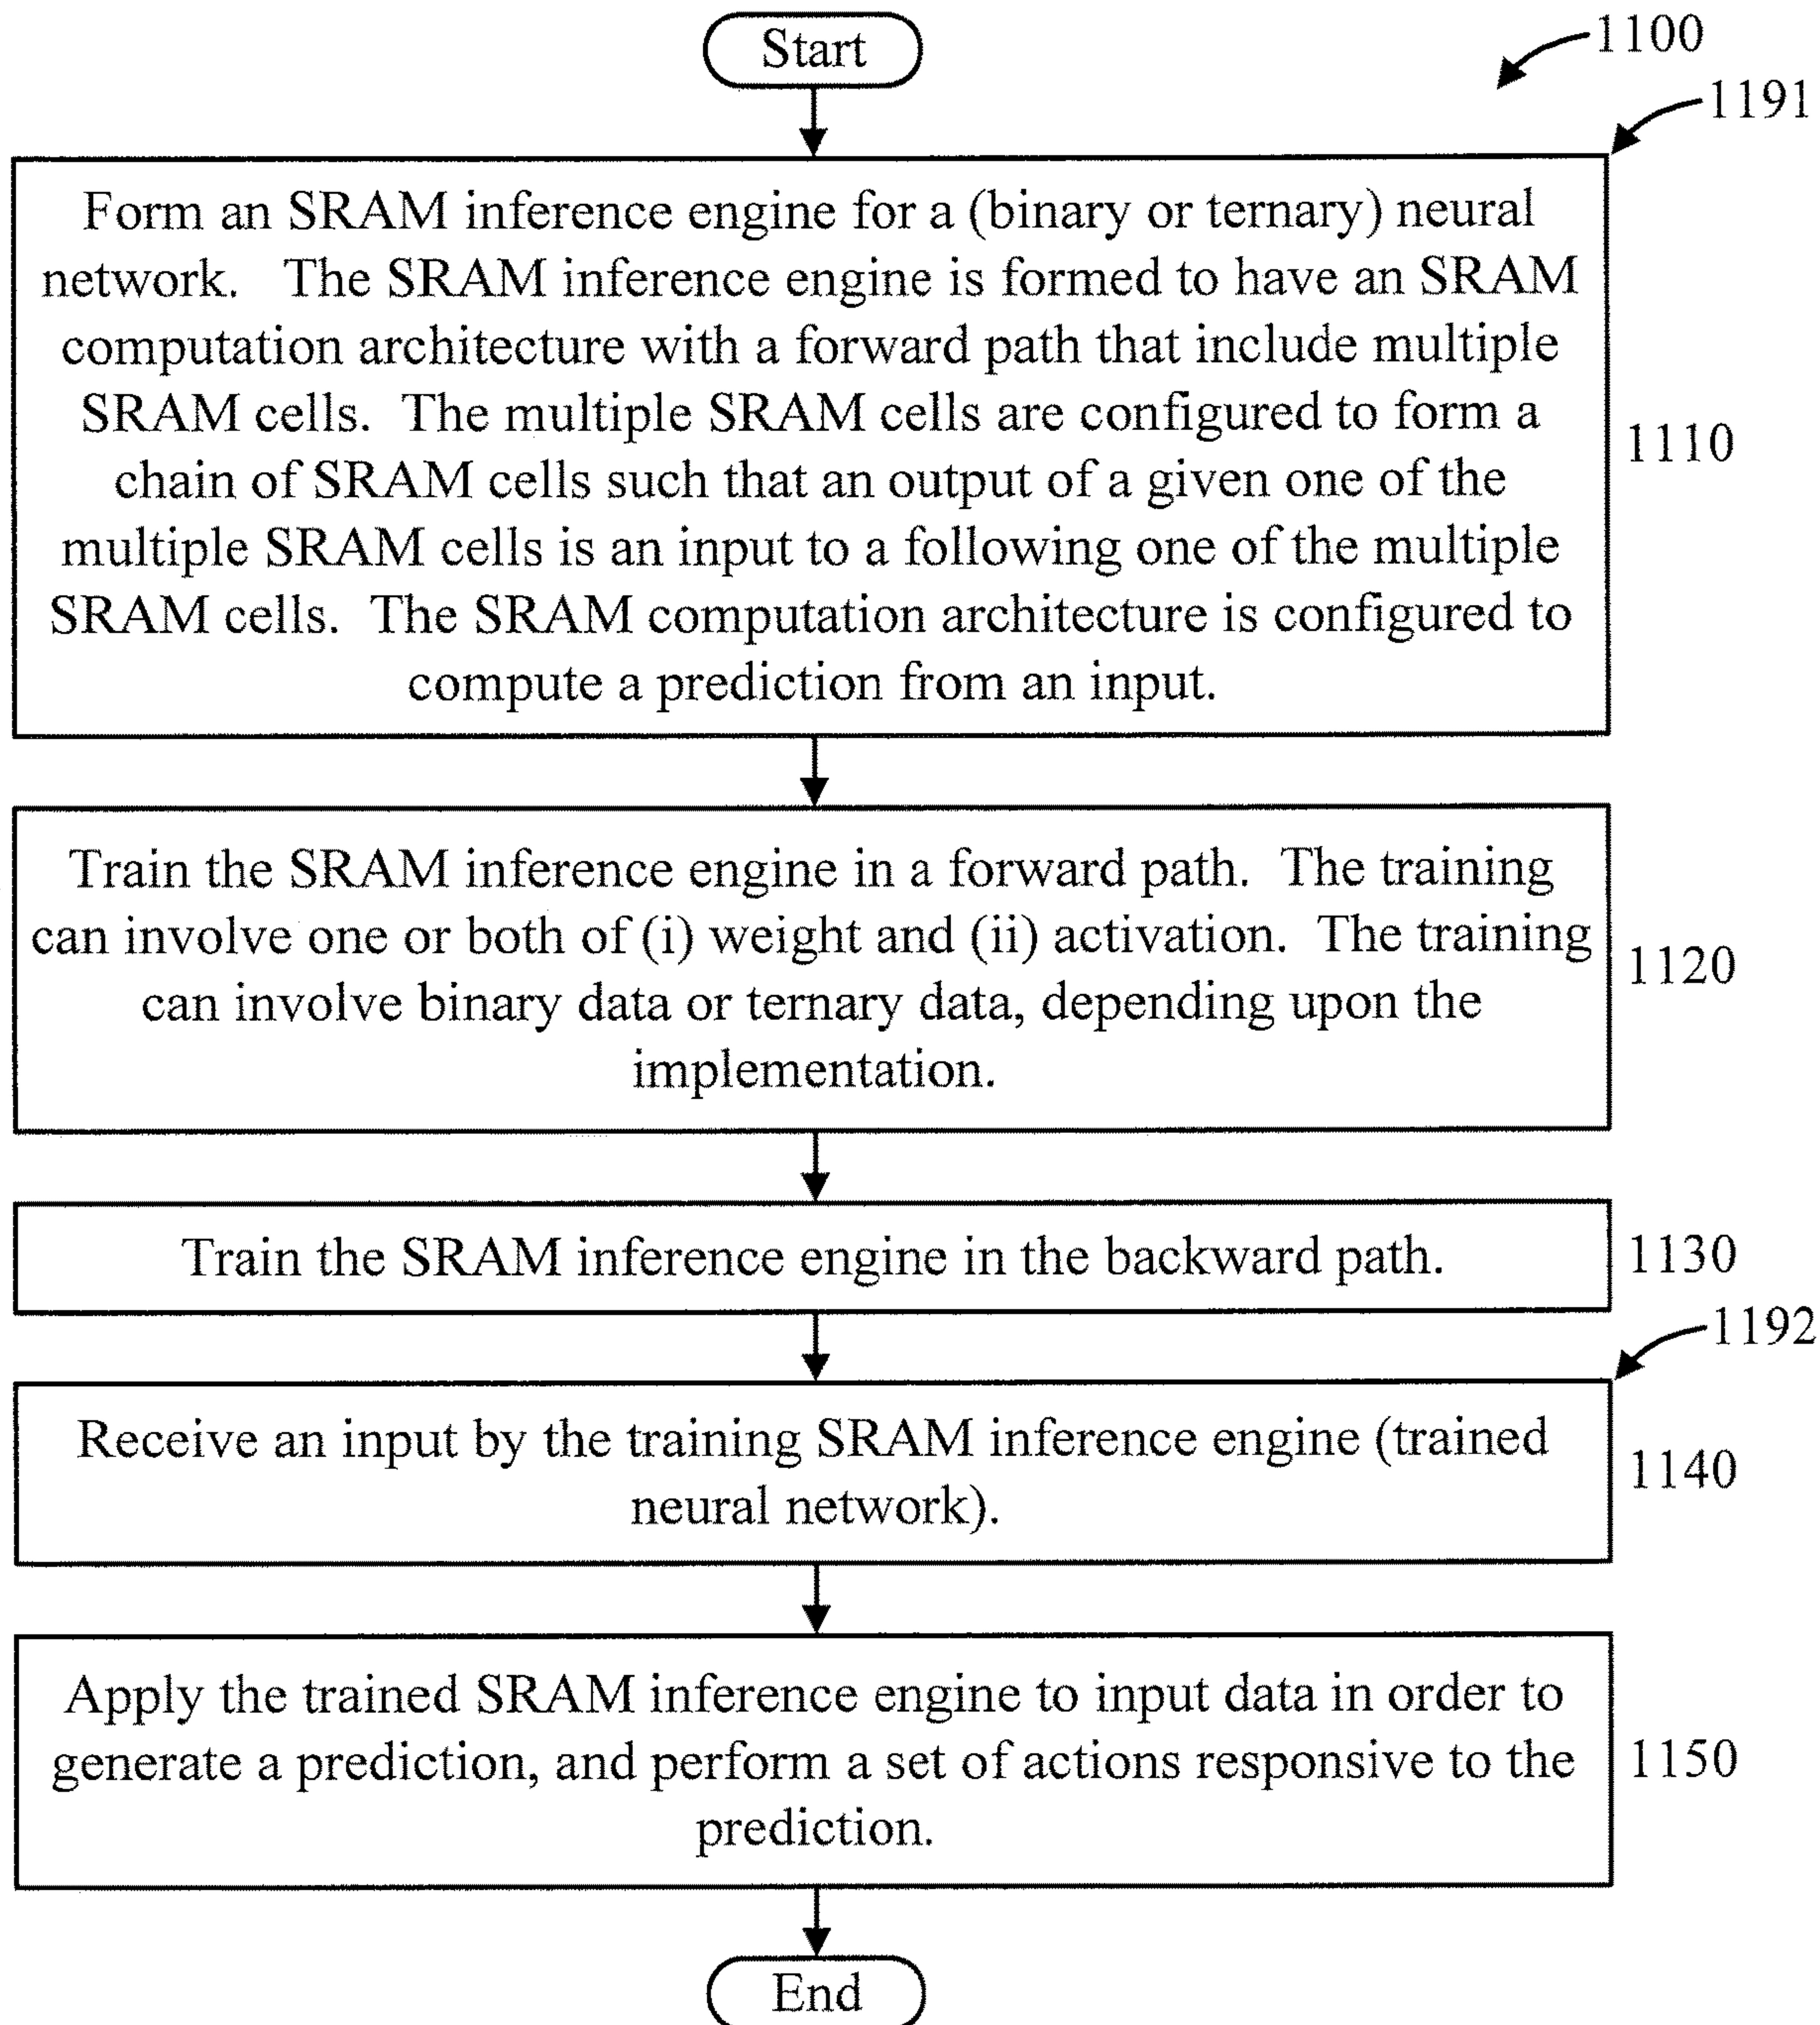 Start
1100
1191
Form an SRAM inference engine for a (binary or ternary) neural
network. The SRAM inference engine is formed to have an SRAM
computation architecture with a forward path that include multiple
SRAM cells. The multiple SRAM cells are configured to form a
chain of SRAM cells such that an output of a given one of the
multiple SRAM cells is an input to a following one of the multiple
SRAM cells. The SRAM computation architecture is configured to
compute a prediction from an input.
1110
Train the SRAM inference engine in a forward path. The training
can involve one or both of (i) weight and (ii) activation. The training
can involve binary data or ternary data, depending upon the
implementation.
1120
Train the SRAM inference engine in the backward path.
1130
1192
Receive an input by the training SRAM inference engine (trained
neural network).
1140
Apply the trained SRAM inference engine to input data in order to
generate a prediction, and perform a set of actions responsive to the
prediction.
1150
End